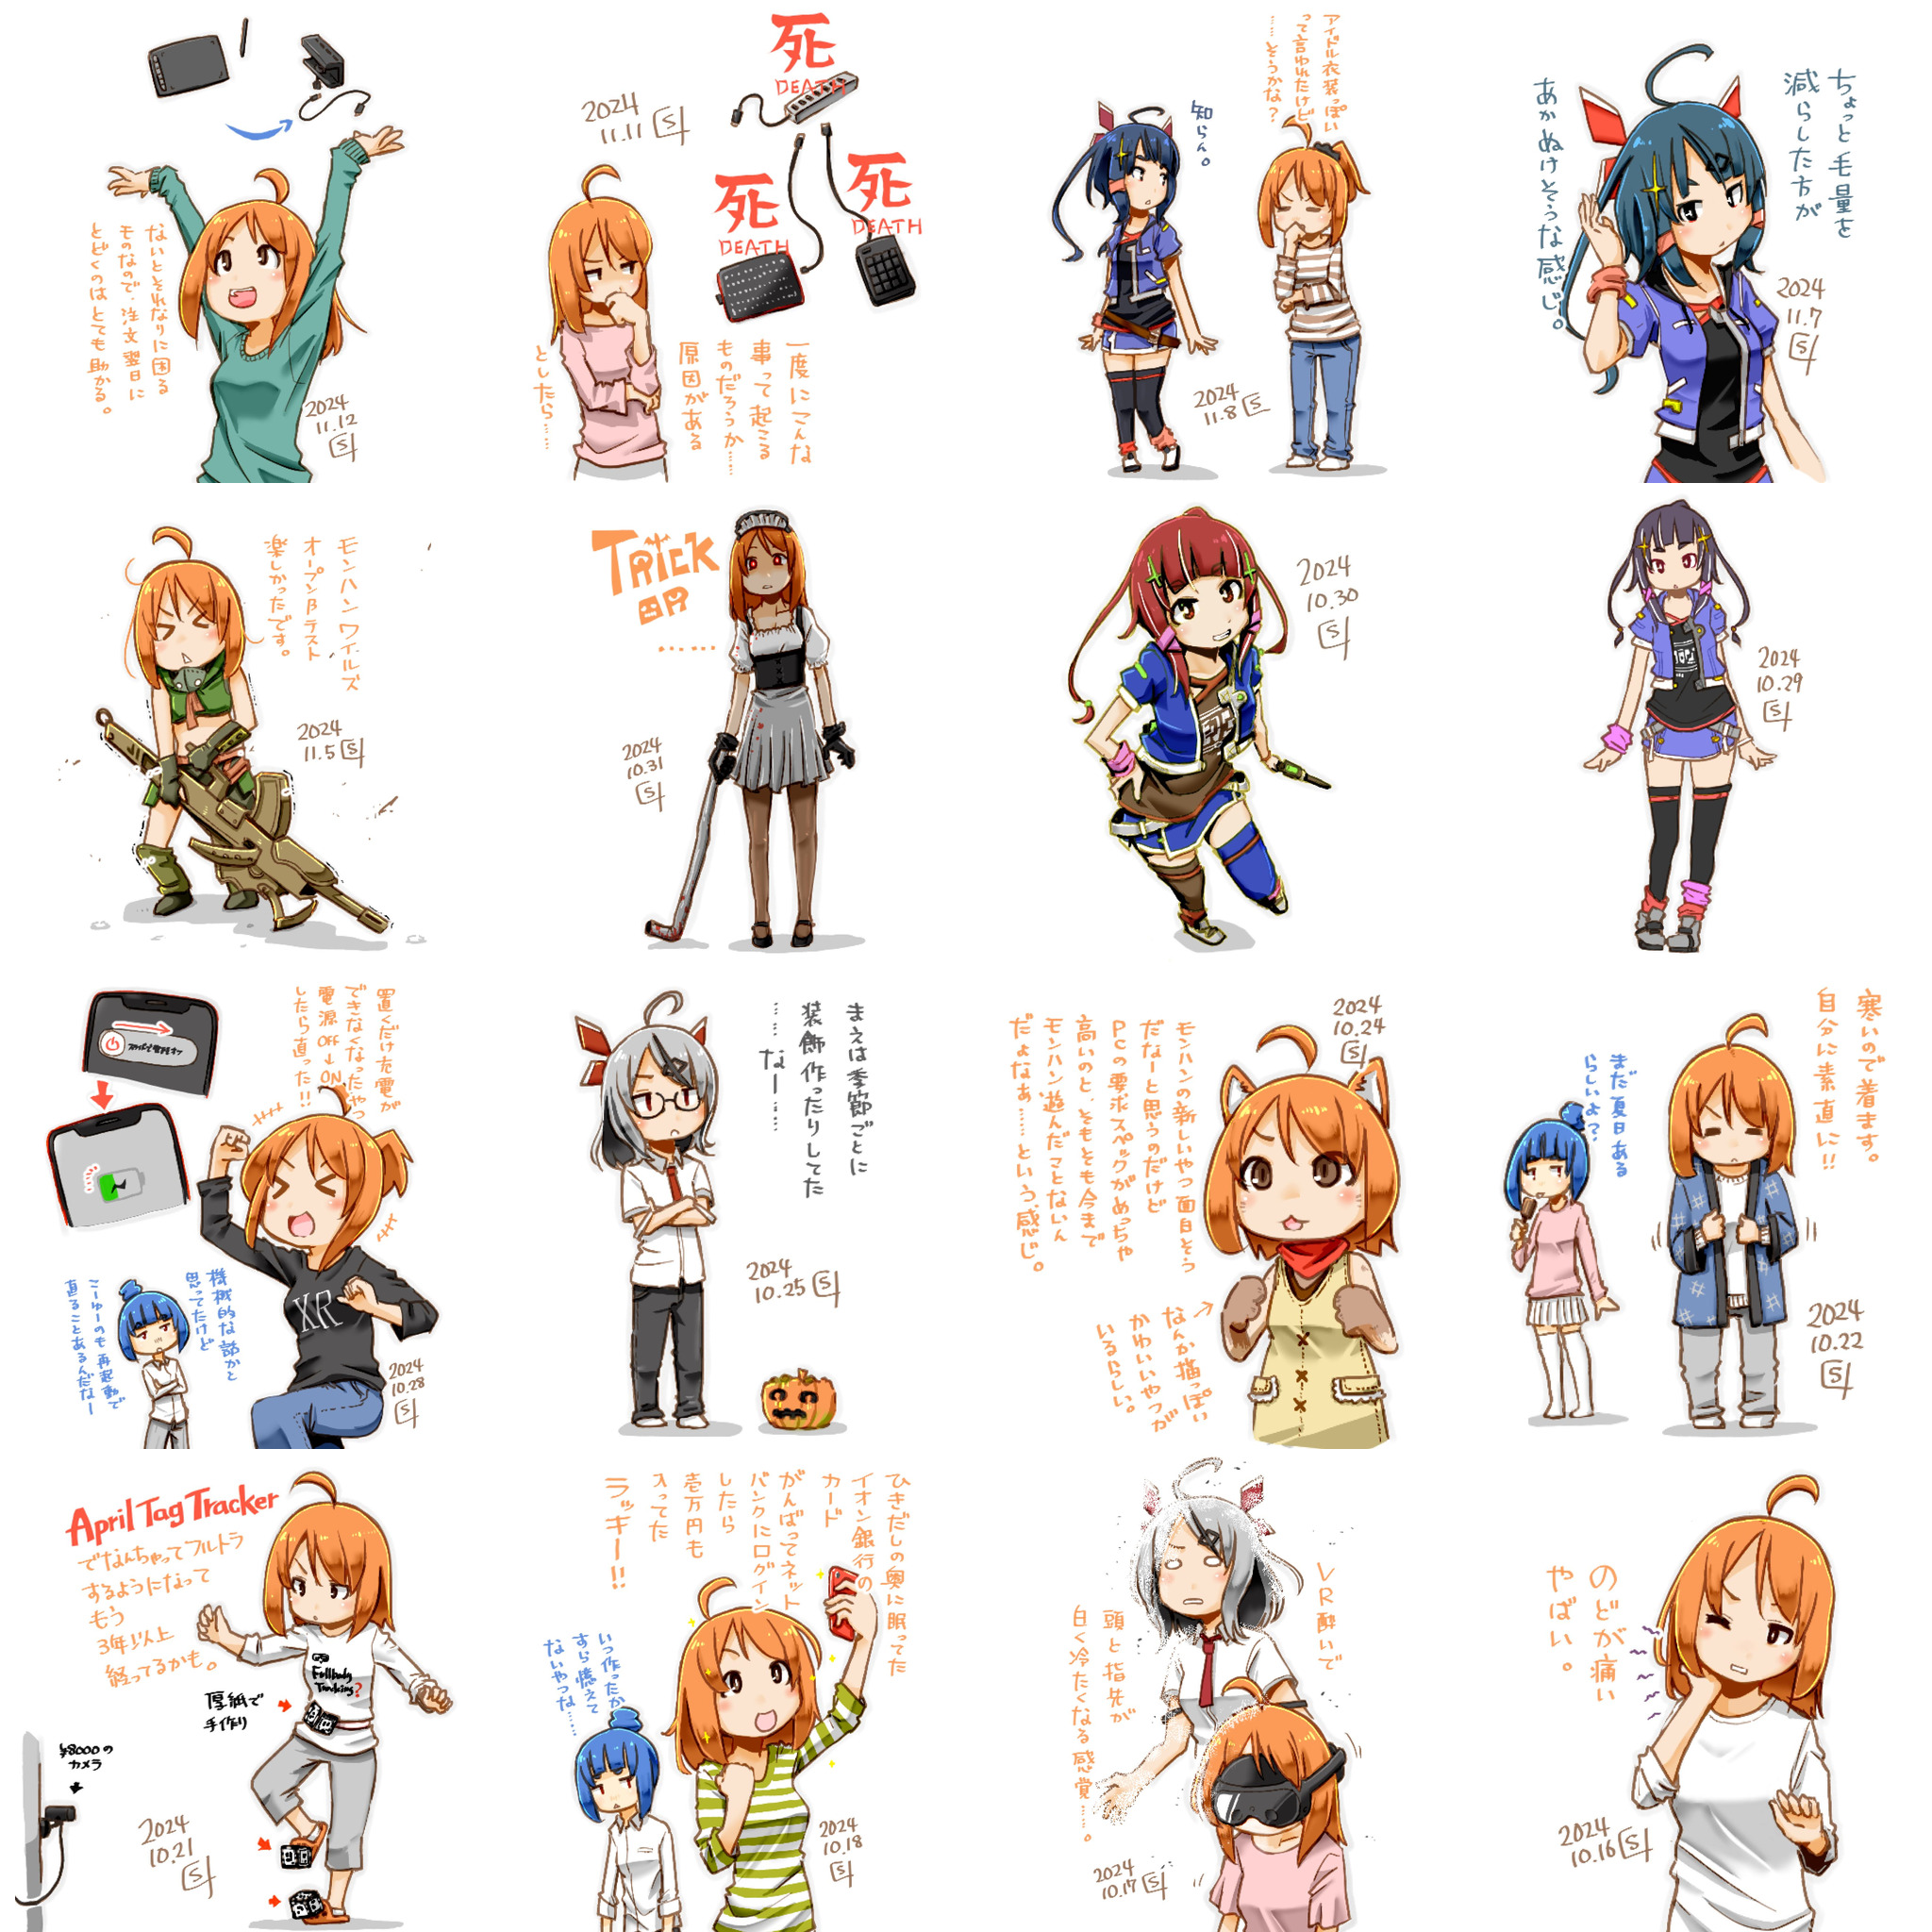 ないとそれなりに困る
ものなので、注文翌日に
とどくのはとても助かる。
2024
11.12
S
2024
11.11
S
死
DEATH
死
DEATH
死
DEATH
一度にこんな
事って起こる
ものだろうか……
原因がある
としたら……
アイドル衣装っぽい
って言われたけど
……そうかな?
知らん。
2024
11.8
S
ちょっと毛量を
減らした方が
あかぬけそうな感じ。
2024
11.7
S
モンハンワイルズ
オープンβテスト
楽しかったです。
2024
11.5
S
TRICK
OR
……
2024
10.31
S
2024
10.30
S
2024
10.29
S
スライドで電源オフ
置くだけ充電が
できなくなったやつ
電源OFF→ON
したら直った!!
XR
機械的な話かと
思ってたけど
こーゆーのも再起動で
直ることあるんだなー
2024
10.28
S
まえは季節ごとに
装飾作ったりしてた
……なー……
2024
10.25
S
2024
10.24
S
モンハンの新しいやつ面白そう
だなーと思うのだけど
PCの要求スペックがめっちゃ
高いのと、そもそも今まで
モンハン遊んだことないん
だよなぁ……という感じ。
なんか猫っぽい
かわいいやつが
いるらしい。
寒いので着ます。
自分に素直に!!
まだ夏日ある
らしいよ?
2024
10.22
S
April Tag Tracker
でなんちゃってフルトラ
するようになって
もう
3年以上
経ってるかも。
Fullbody
Tracking?
厚紙で
手作り
¥8000の
カメラ
2024
10.21
S
ひきだしの奥に眠ってた
イオン銀行の
カード
がんばってネット
バンクにログイン
したら
壱万円も
入ってた
ラッキー!!
いつ作ったか
すら憶えて
ないやつな……
2024
10.18
S
VR酔いで
頭と指先が
白く冷たくなる感覚……。
2024
10.17
S
のどが痛い
やばい。
2024
10.16
S